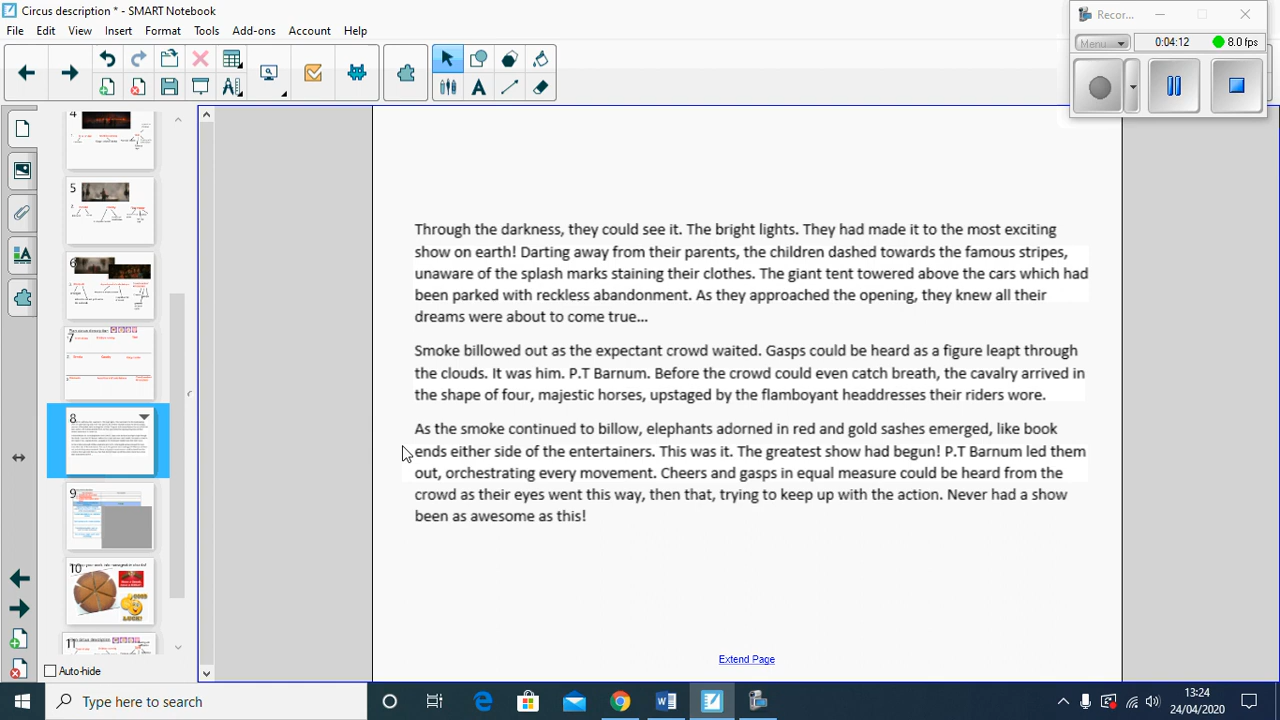 Circus description * - SMART Notebook
Recor...
File Edit View Insert Format Tools Add-ons Account Help
Menu
0:04:12
8.0 fps
4
5
6
7
8
9
10
11
Through the darkness, they could see it. The bright lights. They had made it to the most exciting
show on earth! Darting away from their parents, the children dashed towards the famous stripes,
unaware of the splash marks staining their clothes. The giant tent towered above the cars which had
been parked with reckless abandonment. As they approached the opening, they knew all their
dreams were about to come true...
Smoke billowed out as the expectant crowd waited. Gasps could be heard as a figure leapt through
the clouds. It was him. P.T Barnum. Before the crowd could even catch breath, the cavalry arrived in
the shape of four, majestic horses, upstaged by the flamboyant headdresses their riders wore.
As the smoke continued to billow, elephants adorned in red and gold sashes emerged, like book
ends either side of the entertainers. This was it. The greatest show had begun! P.T Barnum led them
out, orchestrating every movement. Cheers and gasps in equal measure could be heard from the
crowd as their eyes went this way, then that, trying to keep up with the action. Never had a show
been as awesome as this!
Extend Page
Auto-hide
Type here to search
13:24
24/04/2020